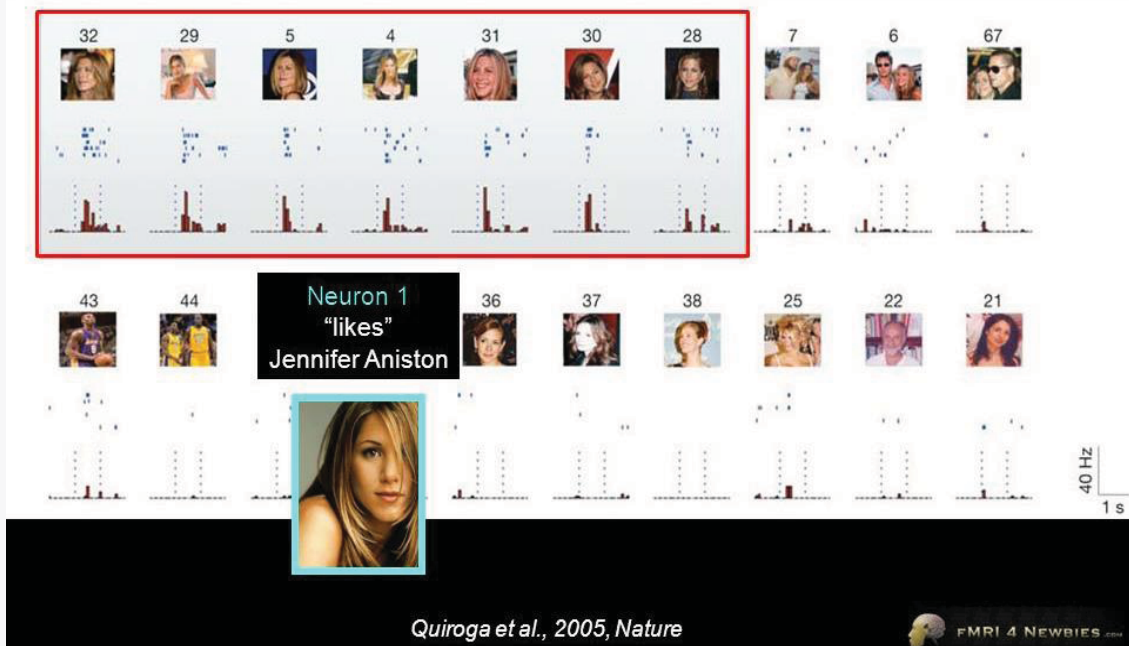 32 29 5 4 31 30 28 7 6 67
43 44 36 37 38 25 22 21
Neuron 1
“likes”
Jennifer Aniston
40 Hz
1 s
Quiroga et al., 2005, Nature
fMRI 4 Newbies.com